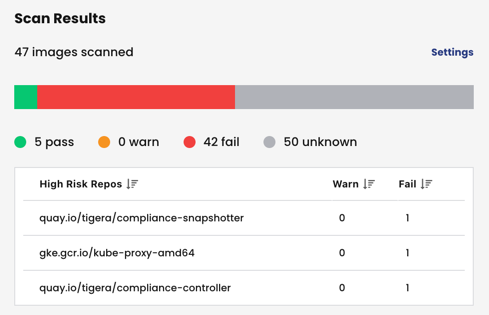 Scan Results
47 images scanned Settings
5 pass 0 warn 42 fail 50 unknown
High Risk Repos Warn Fail
quay.io/tigera/compliance-snapshotter 0 1
gke.gcr.io/kube-proxy-amd64 0 1
quay.io/tigera/compliance-controller 0 1